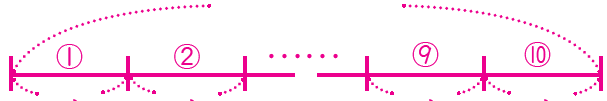 ① ② ...... ⑨ ⑩